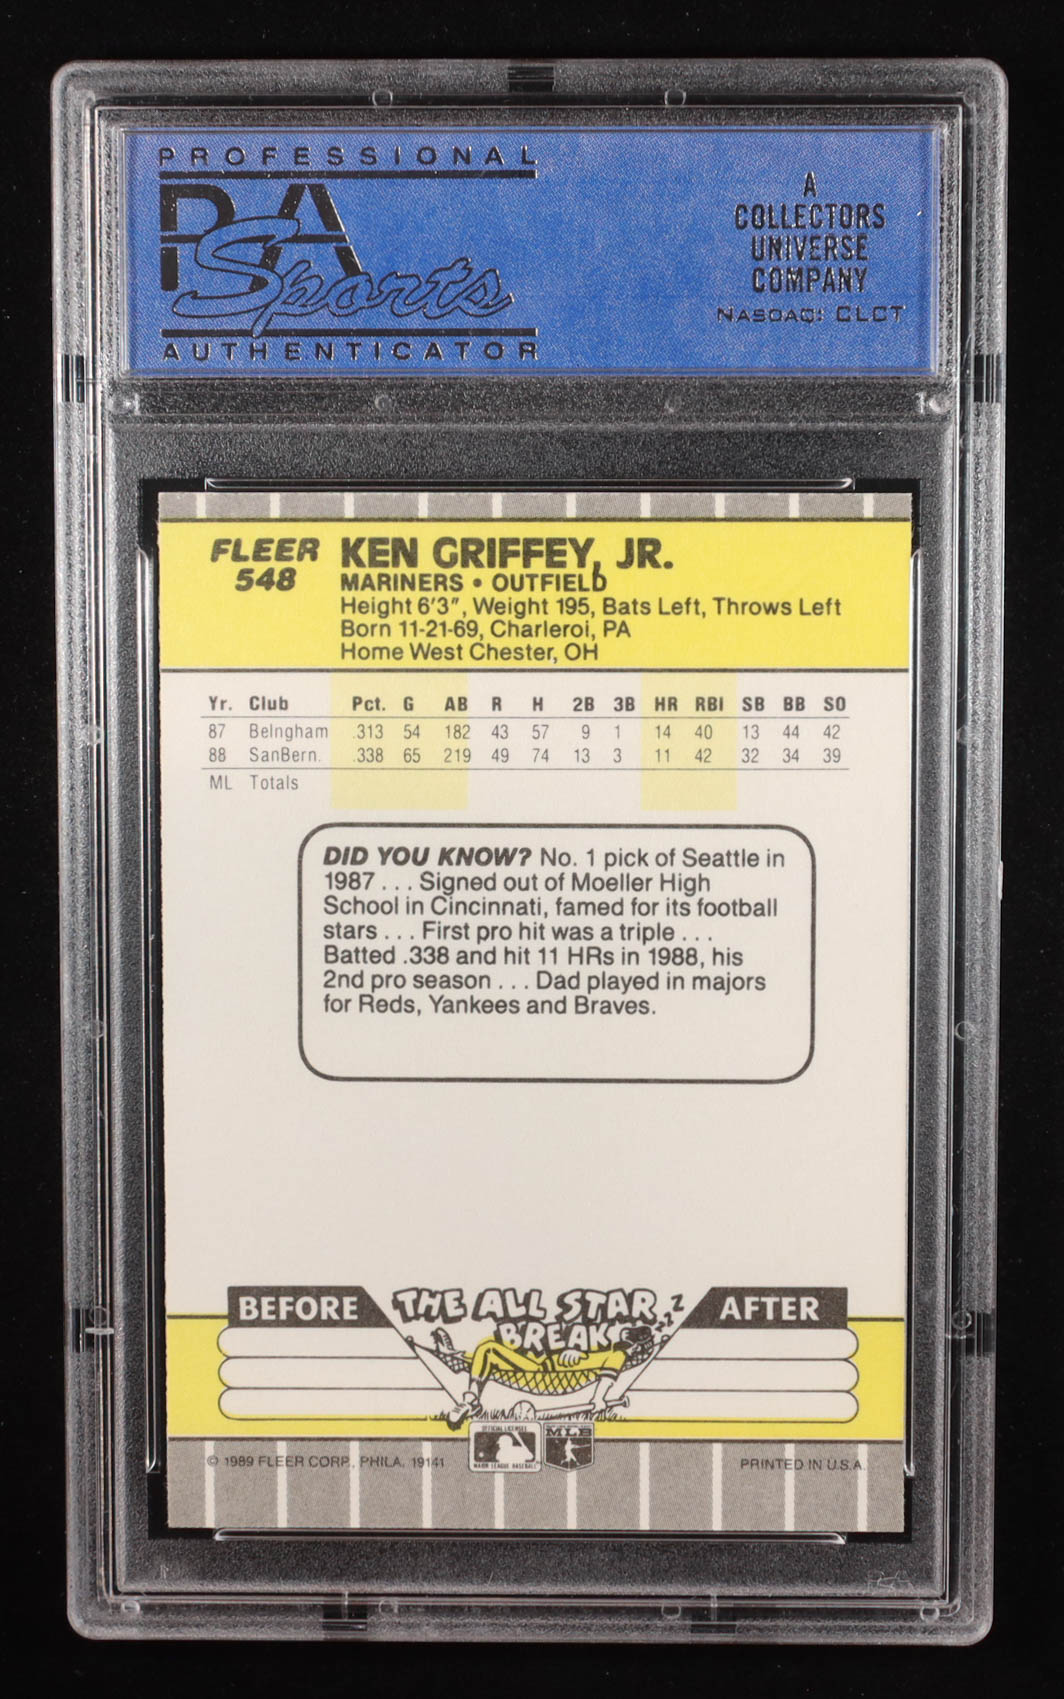 PROFESSIONAL
PSA
Sports
AUTHENTICATOR
A
COLLECTORS
UNIVERSE
COMPANY
NASDAQ: CLCT
FLEER
548
KEN GRIFFEY, JR.
MARINERS • OUTFIELD
Height 6'3", Weight 195, Bats Left, Throws Left
Born 11-21-69, Charleroi, PA
Home West Chester, OH
Yr. Club Pct. G AB R H 2B 3B HR RBI SB BB SO
87 Belngham .313 54 182 43 57 9 1 14 40 13 44 42
88 SanBern. .338 65 219 49 74 13 3 11 42 32 34 39
ML Totals
DID YOU KNOW? No. 1 pick of Seattle in
1987 . . . Signed out of Moeller High
School in Cincinnati, famed for its football
stars . . . First pro hit was a triple . . .
Batted .338 and hit 11 HRs in 1988, his
2nd pro season . . . Dad played in majors
for Reds, Yankees and Braves.
BEFORE
THE ALL STAR
BREAK
zzZZ
AFTER
OFFICIAL LICENSEE
MAJOR LEAGUE BASEBALL
MLB
© 1989 FLEER CORP., PHILA. 19141
PRINTED IN U.S.A.